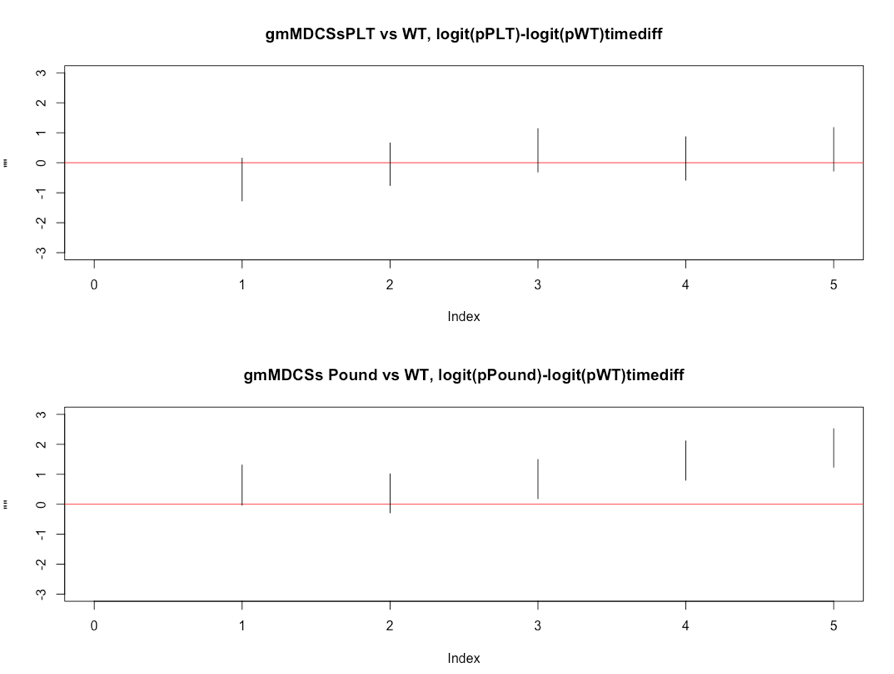 gmMDCSsPLT vs WT, logit(pPLT)-logit(pWT)timediff
3
2
1
0
-1
-2
-3
""
0 1 2 3 4 5
Index
gmMDCSs Pound vs WT, logit(pPound)-logit(pWT)timediff
3
2
1
0
-1
-2
-3
""
0 1 2 3 4 5
Index